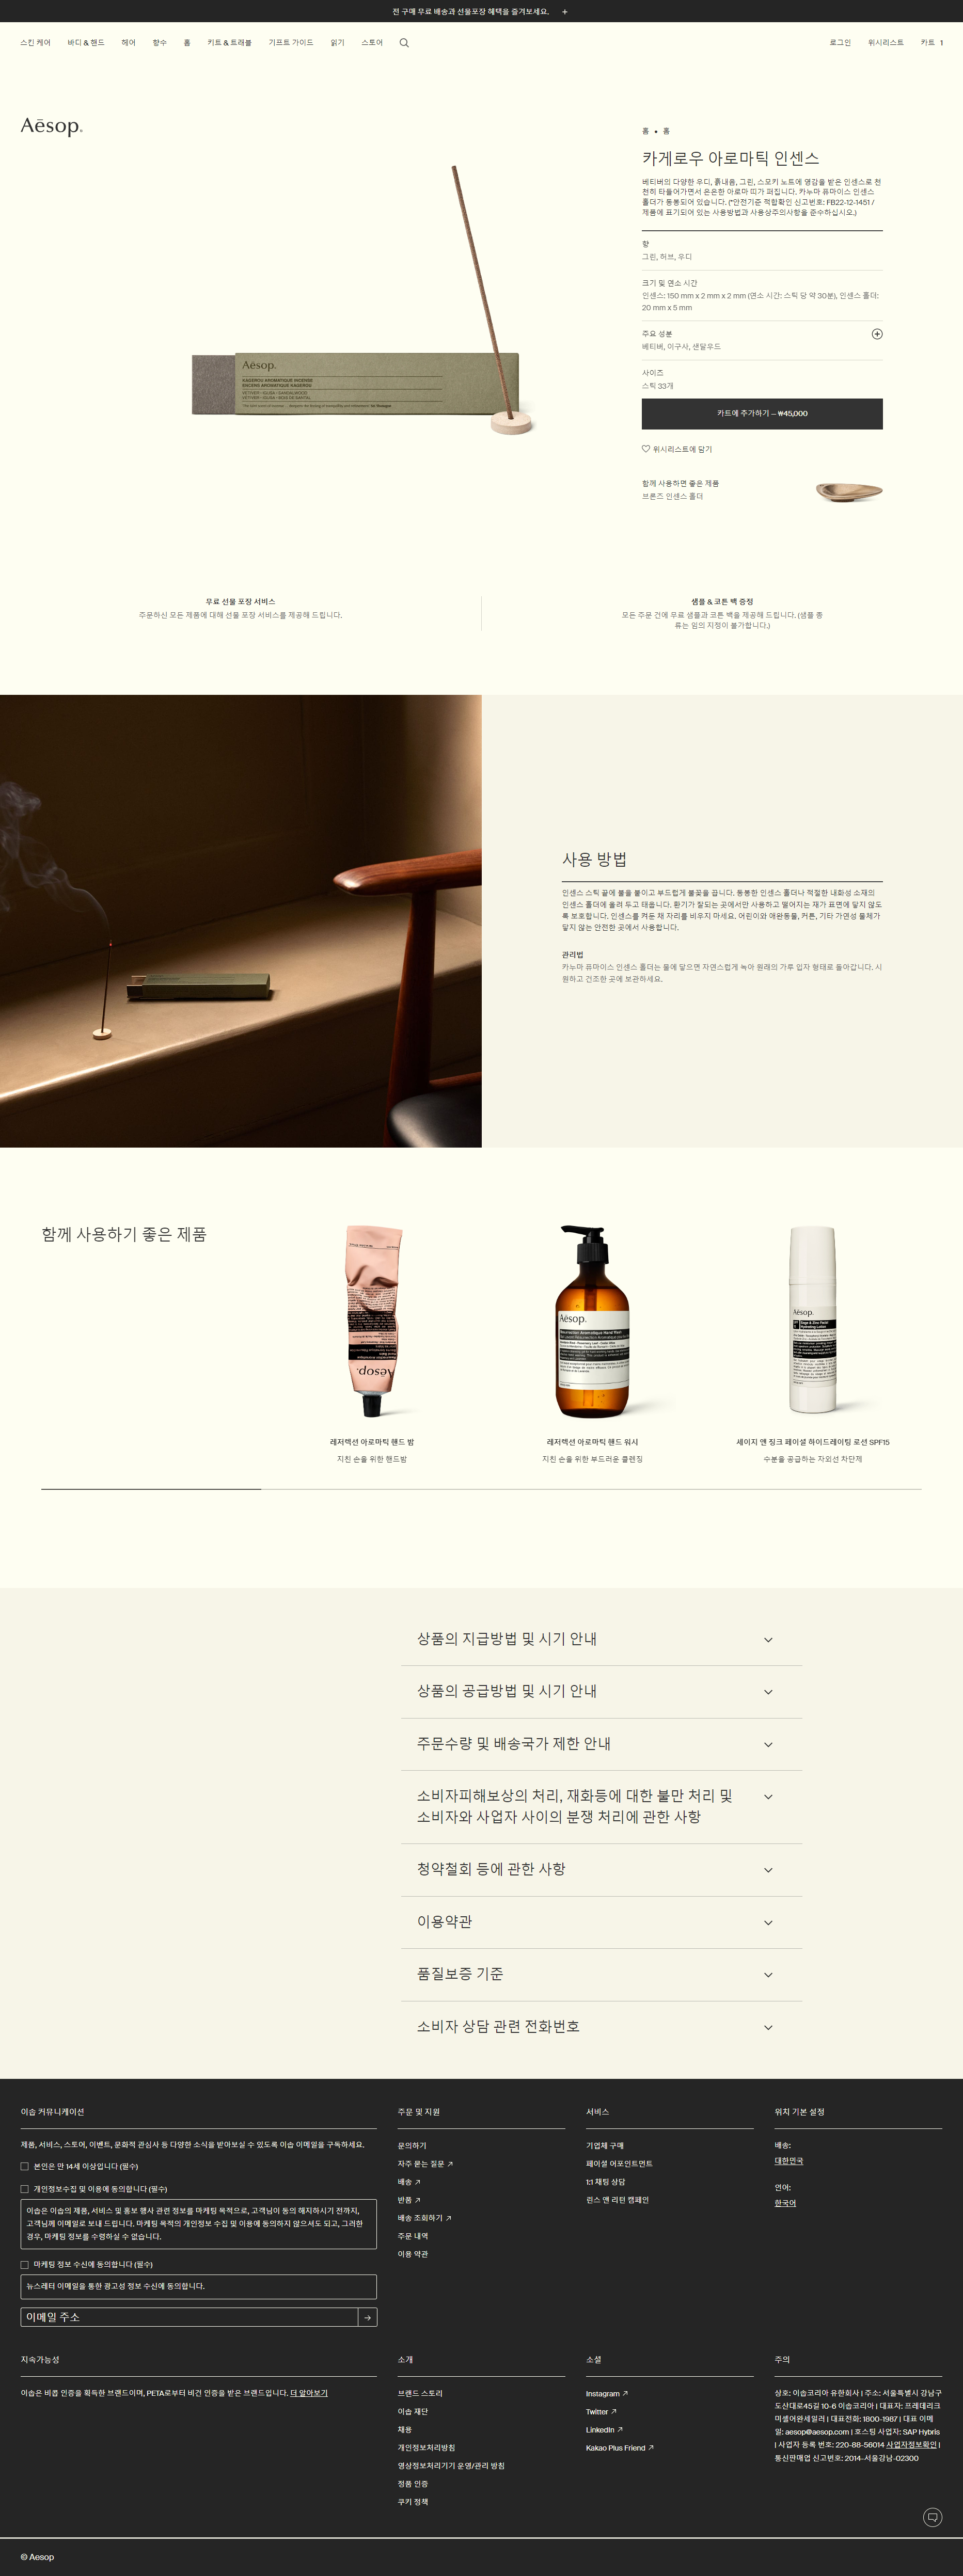 전 구매 무료 배송과 선물포장 혜택을 즐겨보세요. +
스킨 케어 바디 & 핸드 헤어 향수 홈 키트 & 트래블 기프트 가이드 읽기 스토어
로그인 위시리스트 카트 1
Aēsop.
홈 • 홈
카게로우 아로마틱 인센스
베티버의 다양한 우디, 흙내음, 그린, 스모키 노트에 영감을 받은 인센스로 천
천히 타들어가면서 은은한 아로마 띠가 퍼집니다. 카누마 퓨마이스 인센스
홀더가 동봉되어 있습니다. (*안전기준 적합확인 신고번호: FB22-12-1451 /
제품에 표기되어 있는 사용방법과 사용상주의사항을 준수하십시오.)
향
그린, 허브, 우디
크기 및 연소 시간
인센스: 150 mm x 2 mm x 2 mm (연소 시간: 스틱 당 약 30분), 인센스 홀더:
20 mm x 5 mm
주요 성분
베티버, 이구사, 샌달우드
사이즈
스틱 33개
카트에 추가하기 — ₩45,000
위시리스트에 담기
함께 사용하면 좋은 제품
브론즈 인센스 홀더
Aēsop.
KAGEROU AROMATIQUE INCENSE
ENCENS AROMATIQUE KAGEROU
무료 선물 포장 서비스
주문하신 모든 제품에 대해 선물 포장 서비스를 제공해 드립니다.
샘플 & 코튼 백 증정
모든 주문 건에 무료 샘플과 코튼 백을 제공해 드립니다. (샘플 종
류는 임의 지정이 불가합니다.)
사용 방법
인센스 스틱 끝에 불을 붙이고 부드럽게 불꽃을 끕니다. 동봉한 인센스 홀더나 적절한 내화성 소재의
인센스 홀더에 올려 두고 태웁니다. 환기가 잘되는 곳에서만 사용하고 떨어지는 재가 표면에 닿지 않도
록 보호합니다. 인센스를 켜둔 채 자리를 비우지 마세요. 어린이와 애완동물, 커튼, 기타 가연성 물체가
닿지 않는 안전한 곳에서 사용합니다.
관리법
카누마 퓨마이스 인센스 홀더는 물에 닿으면 자연스럽게 녹아 원래의 가루 입자 형태로 돌아갑니다. 시
원하고 건조한 곳에 보관하세요.
함께 사용하기 좋은 제품
Aēsop.
Aēsop.
Resurrection Aromatique Hand Wash
Aēsop.
Sage & Zinc Facial
Hydrating Lotion
레저렉션 아로마틱 핸드 밤
지친 손을 위한 핸드밤
레저렉션 아로마틱 핸드 워시
지친 손을 위한 부드러운 클렌징
세이지 앤 징크 페이셜 하이드레이팅 로션 SPF15
수분을 공급하는 자외선 차단제
상품의 지급방법 및 시기 안내
상품의 공급방법 및 시기 안내
주문수량 및 배송국가 제한 안내
소비자피해보상의 처리, 재화등에 대한 불만 처리 및
소비자와 사업자 사이의 분쟁 처리에 관한 사항
청약철회 등에 관한 사항
이용약관
품질보증 기준
소비자 상담 관련 전화번호
이솝 커뮤니케이션
제품, 서비스, 스토어, 이벤트, 문화적 관심사 등 다양한 소식을 받아보실 수 있도록 이솝 이메일을 구독하세요.
본인은 만 14세 이상입니다 (필수)
개인정보수집 및 이용에 동의합니다 (필수)
이솝은 이솝의 제품, 서비스 및 홍보 행사 관련 정보를 마케팅 목적으로, 고객님이 동의 해지하시기 전까지,
고객님께 이메일로 보내 드립니다. 마케팅 목적의 개인정보 수집 및 이용에 동의하지 않으셔도 되고, 그러한
경우, 마케팅 정보를 수령하실 수 없습니다.
마케팅 정보 수신에 동의합니다 (필수)
뉴스레터 이메일을 통한 광고성 정보 수신에 동의합니다.
이메일 주소
주문 및 지원
문의하기
자주 묻는 질문
배송
반품
배송 조회하기
주문 내역
이용 약관
서비스
기업체 구매
페이셜 어포인트먼트
1:1 채팅 상담
린스 앤 리턴 캠페인
위치 기본 설정
배송:
대한민국
언어:
한국어
지속가능성
이솝은 비콥 인증을 획득한 브랜드이며, PETA로부터 비건 인증을 받은 브랜드입니다. 더 알아보기
소개
브랜드 스토리
이솝 재단
채용
개인정보처리방침
영상정보처리기기 운영/관리 방침
정품 인증
쿠키 정책
소셜
Instagram
Twitter
LinkedIn
Kakao Plus Friend
주의
상호: 이솝코리아 유한회사 | 주소: 서울특별시 강남구
도산대로45길 10-6 이솝코리아 | 대표자: 프레데리크
미셸어완세일러 | 대표전화: 1800-1987 | 대표 이메
일: aesop@aesop.com | 호스팅 사업자: SAP Hybris
| 사업자 등록 번호: 220-88-56014 사업자정보확인 |
통신판매업 신고번호: 2014-서울강남-02300
© Aesop